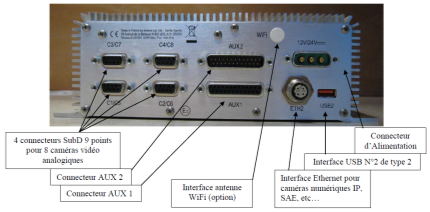 C3/C7
C4/C8
AUX2
WiFi
12V/24V
C1/C5
C2/C6
AUX1
ETH2
USB2
4 connecteurs SubD 9 points
pour 8 caméras vidéo
analogiques
Connecteur AUX 2
Connecteur AUX 1
Interface antenne
WiFi (option)
Interface Ethernet pour
caméras numériques IP,
SAE, etc…
Interface USB N°2 de type 2
Connecteur
d'Alimentation